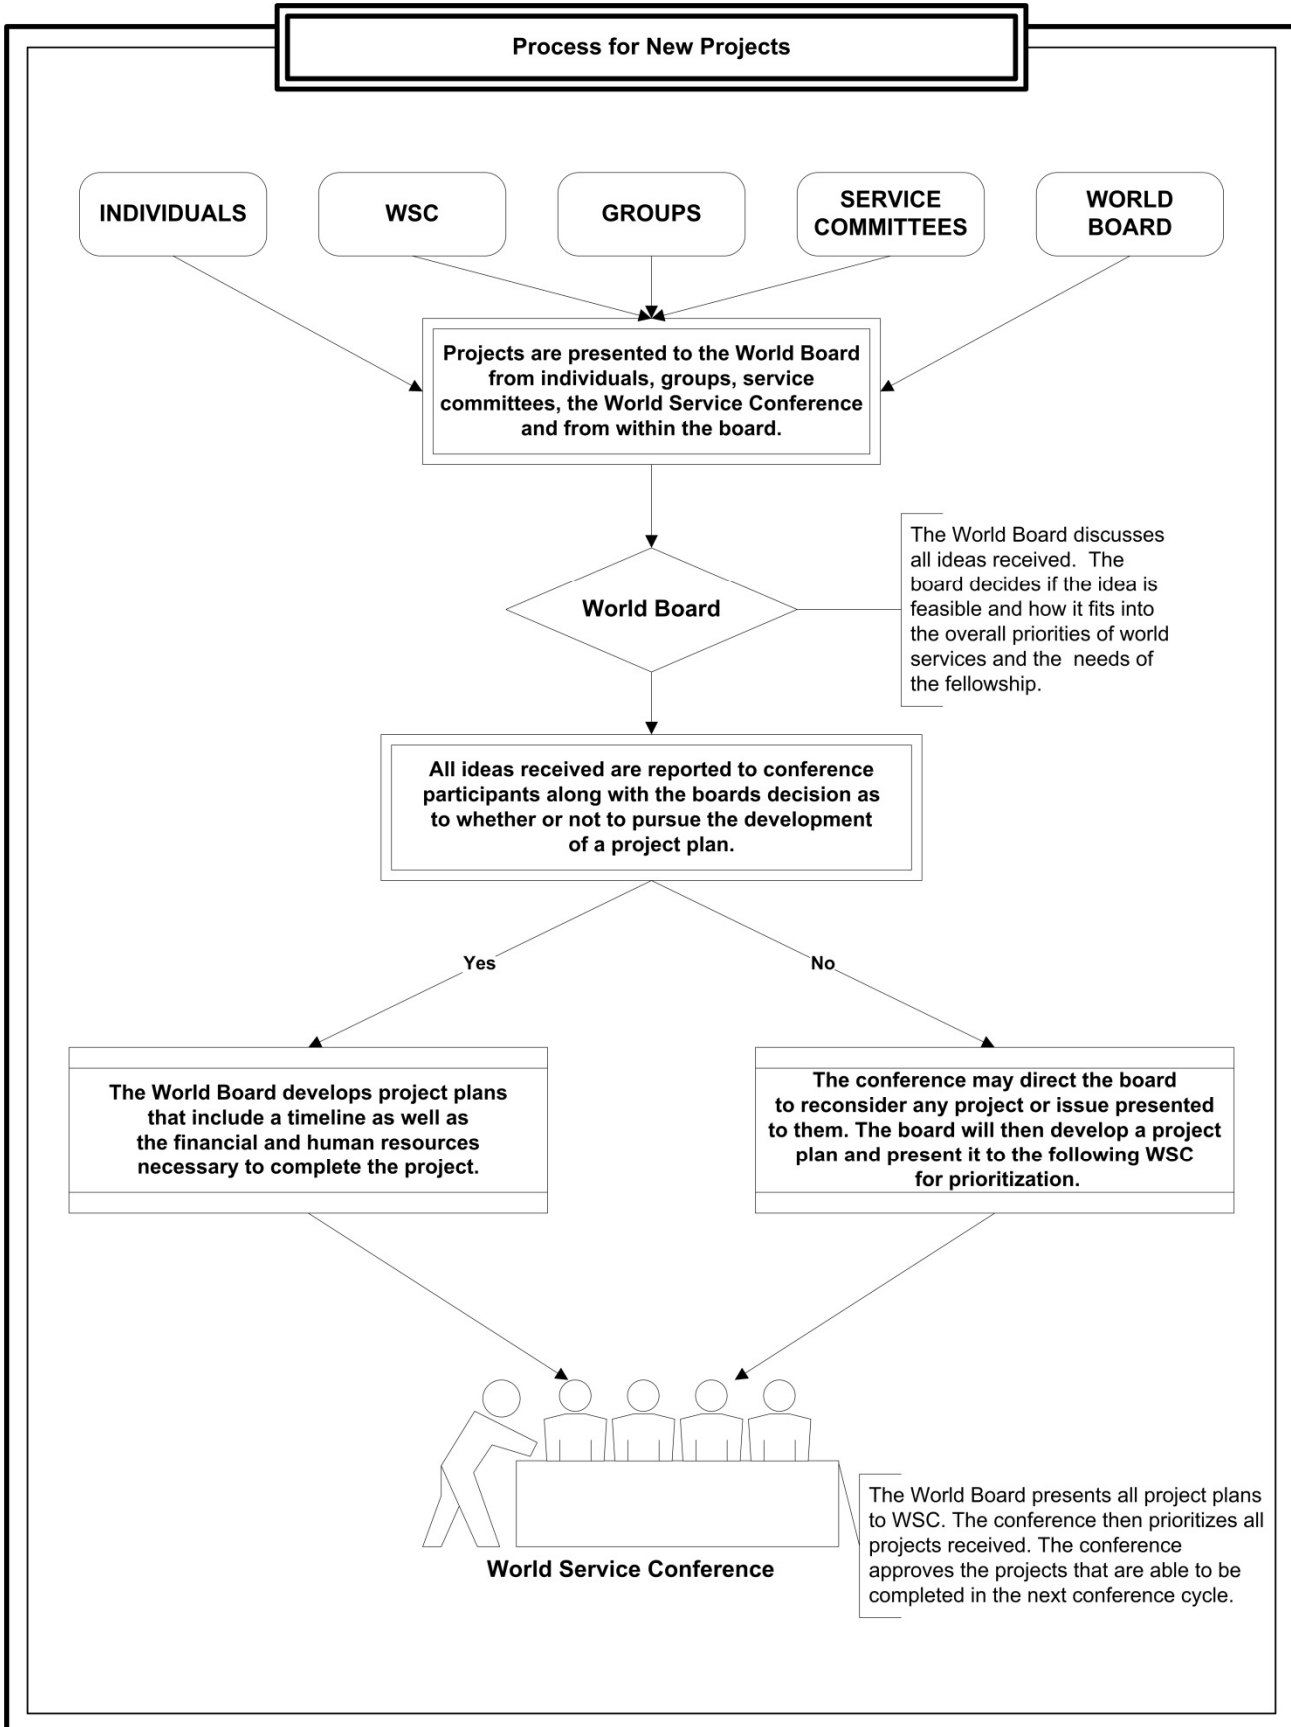 Process for New Projects
INDIVIDUALS
WSC
GROUPS
SERVICE
COMMITTEES
WORLD
BOARD
Projects are presented to the World Board
from individuals, groups, service
committees, the World Service Conference
and from within the board.
World Board
The World Board discusses
all ideas received. The
board decides if the idea is
feasible and how it fits into
the overall priorities of world
services and the needs of
the fellowship.
All ideas received are reported to conference
participants along with the boards decision as
to whether or not to pursue the development
of a project plan.
Yes
No
The World Board develops project plans
that include a timeline as well as
the financial and human resources
necessary to complete the project.
The conference may direct the board
to reconsider any project or issue presented
to them. The board will then develop a project
plan and present it to the following WSC
for prioritization.
World Service Conference
The World Board presents all project plans
to WSC. The conference then prioritizes all
projects received. The conference
approves the projects that are able to be
completed in the next conference cycle.